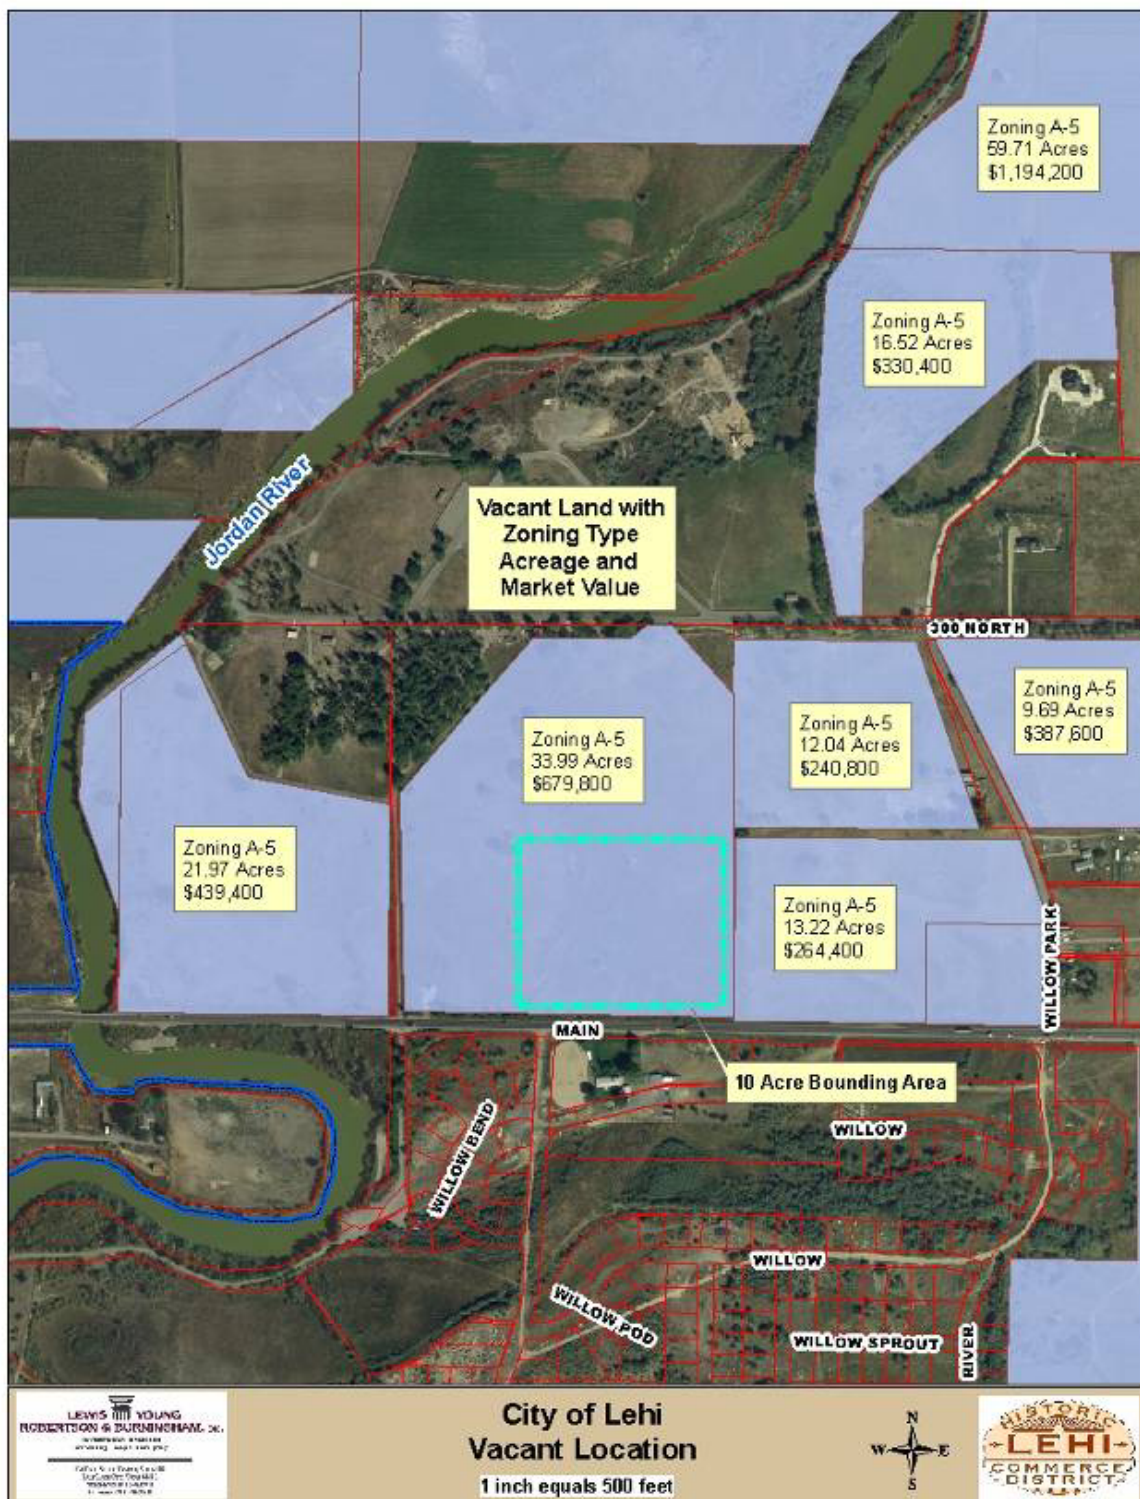 Zoning A-5
59.71 Acres
$1,194,200
Zoning A-5
16.52 Acres
$330,400
Jordan River
Vacant Land with
Zoning Type
Acreage and
Market Value
300 NORTH
Zoning A-5
9.69 Acres
$387,600
Zoning A-5
33.99 Acres
$679,800
Zoning A-5
12.04 Acres
$240,800
Zoning A-5
21.97 Acres
$439,400
Zoning A-5
13.22 Acres
$264,400
WILLOW PARK
MAIN
10 Acre Bounding Area
WILLOW BEND
WILLOW
WILLOW
WILLOW POD
WILLOW SPROUT
RIVER
LEWIS YOUNG
ROBERTSON & BURNINGHAM, INC.
City of Lehi
Vacant Location
1 inch equals 500 feet
N
W E
S
HISTORIC
LEHI
COMMERCE
DISTRICT